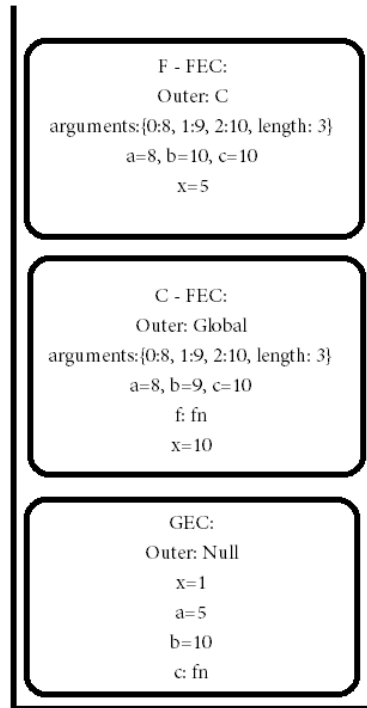 F - FEC:
Outer: C
arguments:{0:8, 1:9, 2:10, length: 3}
a=8, b=10, c=10
x=5
C - FEC:
Outer: Global
arguments:{0:8, 1:9, 2:10, length: 3}
a=8, b=9, c=10
f: fn
x=10
GEC:
Outer: Null
x=1
a=5
b=10
c: fn